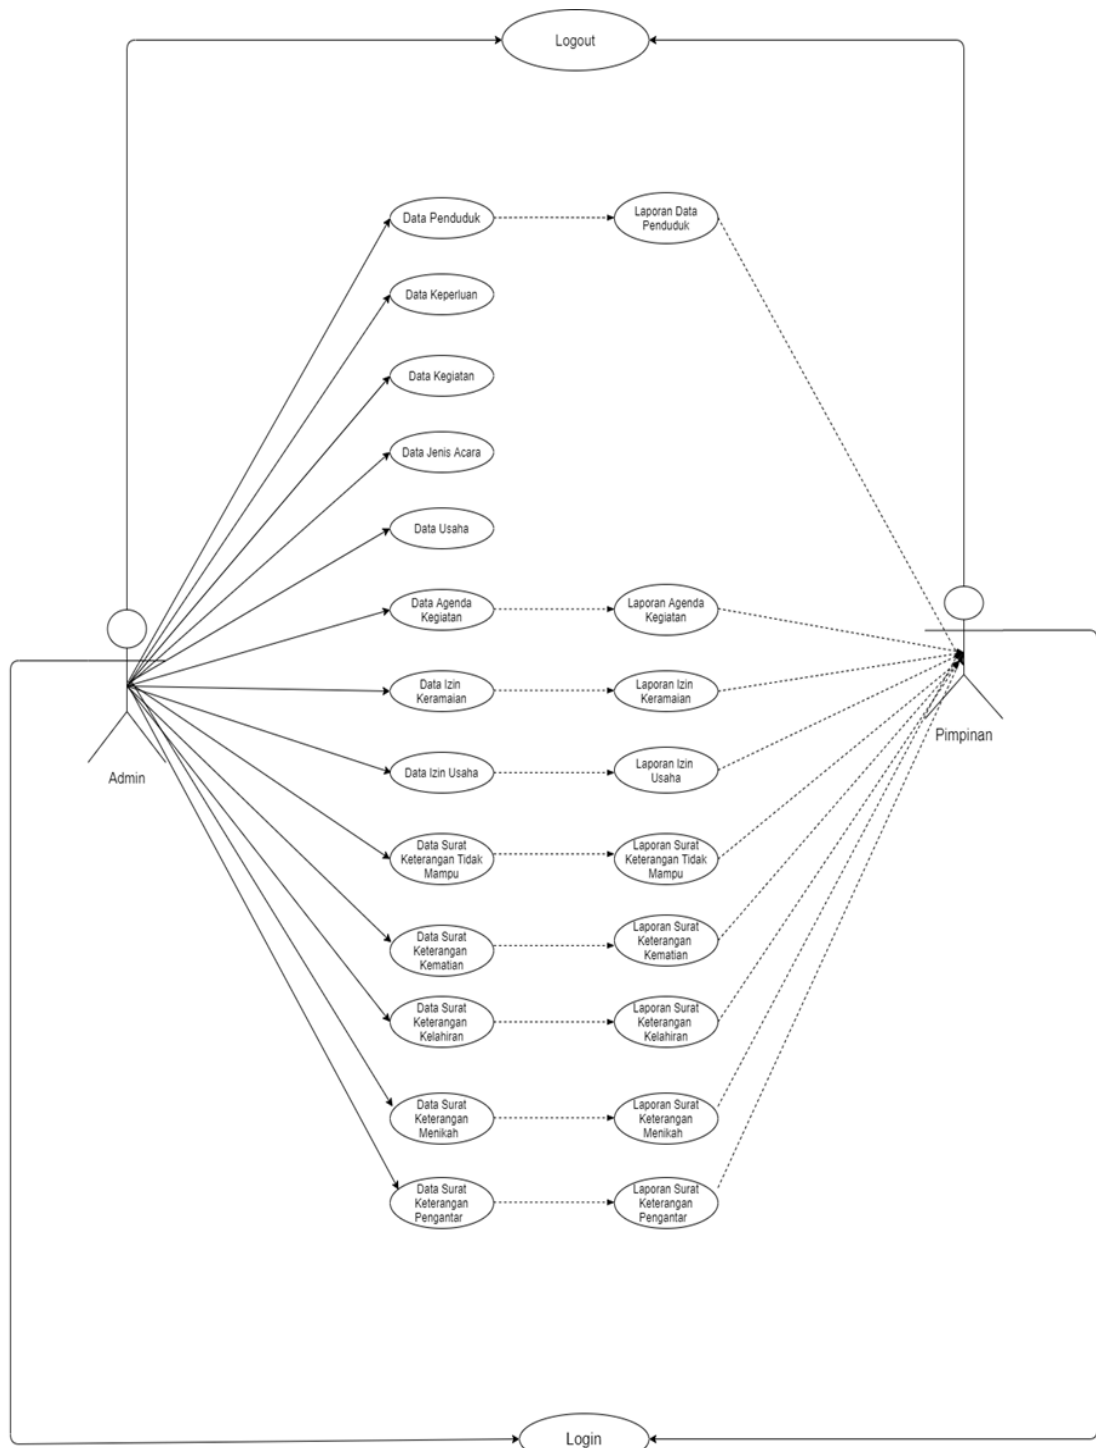 Logout
Data Penduduk
Laporan Data
Penduduk
Data Keperluan
Data Kegiatan
Data Jenis Acara
Data Usaha
Data Agenda
Kegiatan
Laporan Agenda
Kegiatan
Data Izin
Keramaian
Laporan Izin
Keramaian
Pimpinan
Admin
Data Izin Usaha
Laporan Izin
Usaha
Data Surat
Keterangan Tidak
Mampu
Laporan Surat
Keterangan Tidak
Mampu
Data Surat
Keterangan
Kematian
Laporan Surat
Keterangan
Kematian
Data Surat
Keterangan
Kelahiran
Laporan Surat
Keterangan
Kelahiran
Data Surat
Keterangan
Menikah
Laporan Surat
Keterangan
Menikah
Data Surat
Keterangan
Pengantar
Laporan Surat
Keterangan
Pengantar
Login